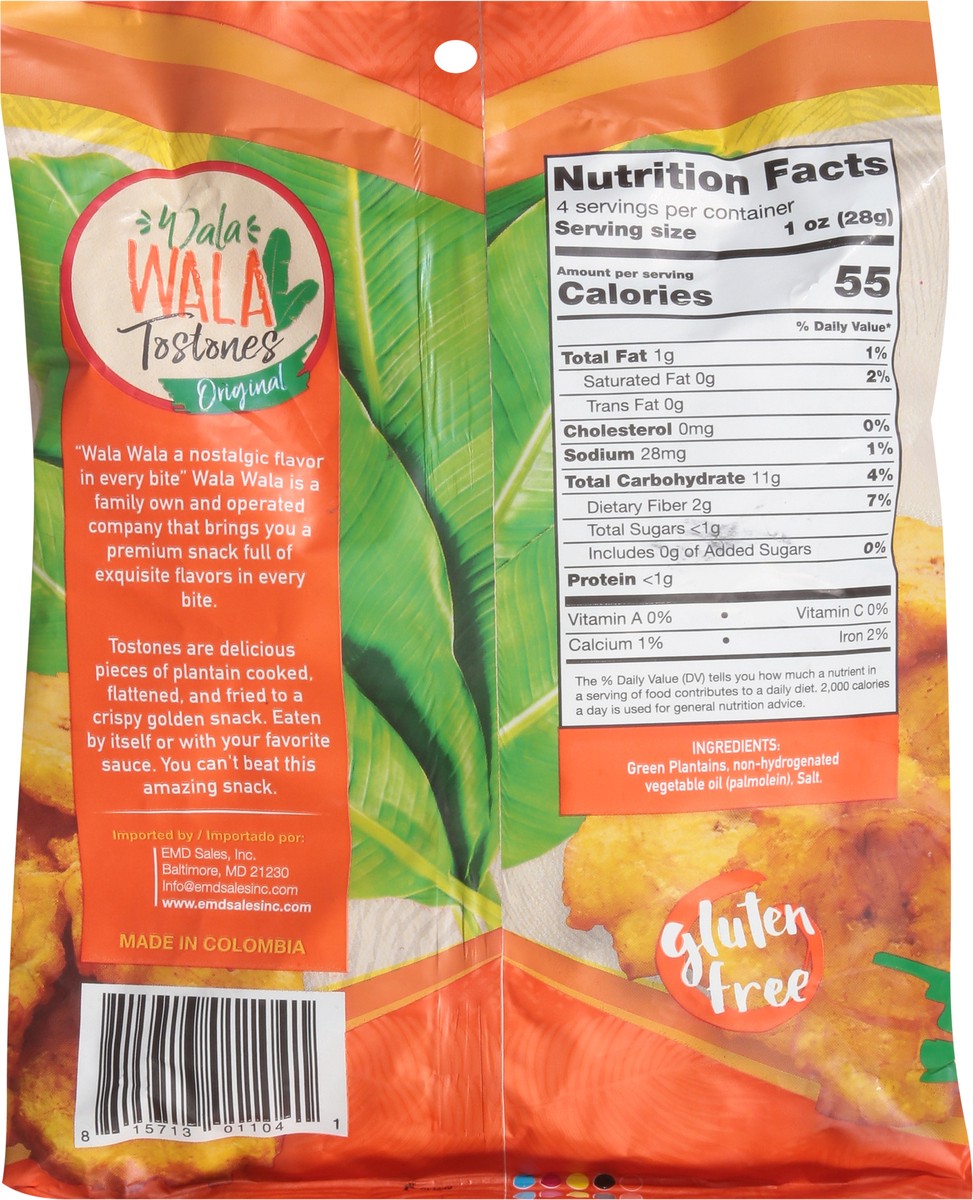 Wala
WALA
Tostones
Original
“Wala Wala a nostalgic flavor
in every bite” Wala Wala is a
family own and operated
company that brings you a
premium snack full of
exquisite flavors in every
bite.
Tostones are delicious
pieces of plantain cooked,
flattened, and fried to a
crispy golden snack. Eaten
by itself or with your favorite
sauce. You can't beat this
amazing snack.
Imported by / Importado por:
EMD Sales, Inc.
Baltimore, MD 21230
Info@emdsalesinc.com
www.emdsalesinc.com
MADE IN COLOMBIA
8 15713 01104 1
Nutrition Facts
4 servings per container
Serving size 1 oz (28g)
Amount per serving
Calories 55
% Daily Value*
Total Fat 1g 1%
Saturated Fat 0g 2%
Trans Fat 0g
Cholesterol 0mg 0%
Sodium 28mg 1%
Total Carbohydrate 11g 4%
Dietary Fiber 2g 7%
Total Sugars <1g
Includes 0g of Added Sugars 0%
Protein <1g
Vitamin A 0% • Vitamin C 0%
Calcium 1% • Iron 2%
The % Daily Value (DV) tells you how much a nutrient in
a serving of food contributes to a daily diet. 2,000 calories
a day is used for general nutrition advice.
INGREDIENTS:
Green Plantains, non-hydrogenated
vegetable oil (palmolein), Salt.
gluten
free